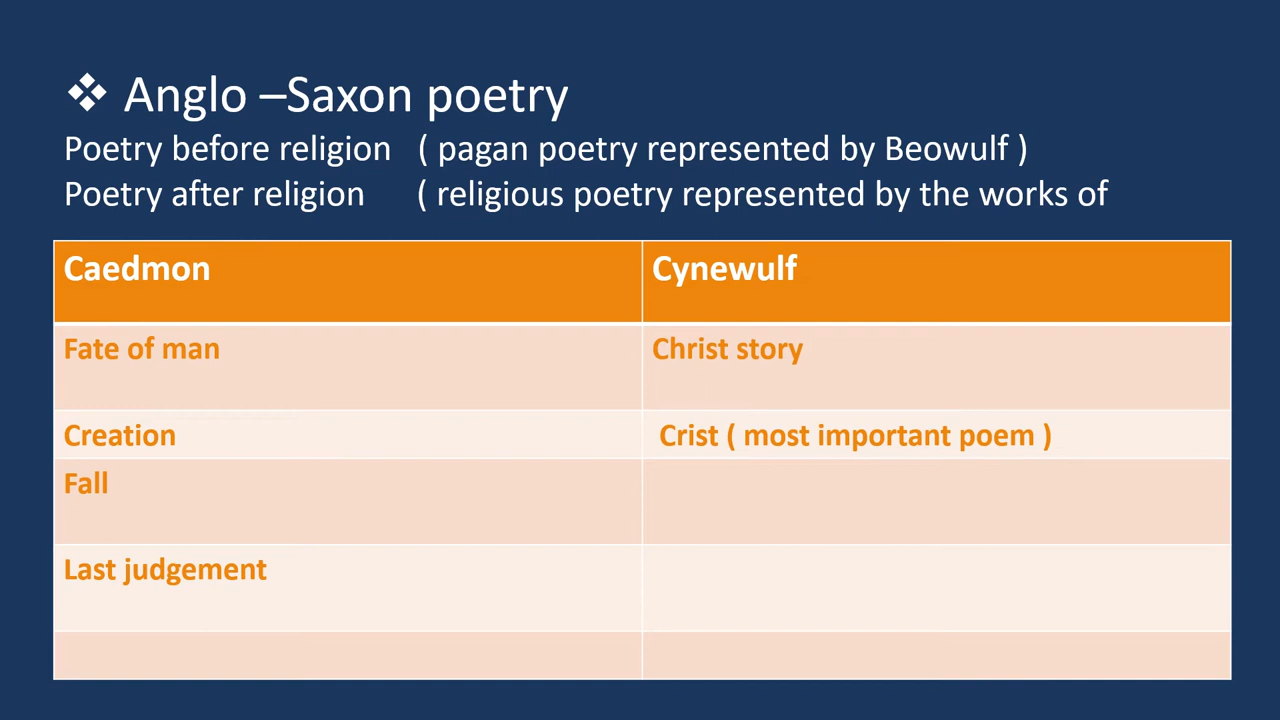 ❖ Anglo –Saxon poetry
Poetry before religion ( pagan poetry represented by Beowulf )
Poetry after religion ( religious poetry represented by the works of
Caedmon Cynewulf
Fate of man Christ story
Creation Crist ( most important poem )
Fall
Last judgement